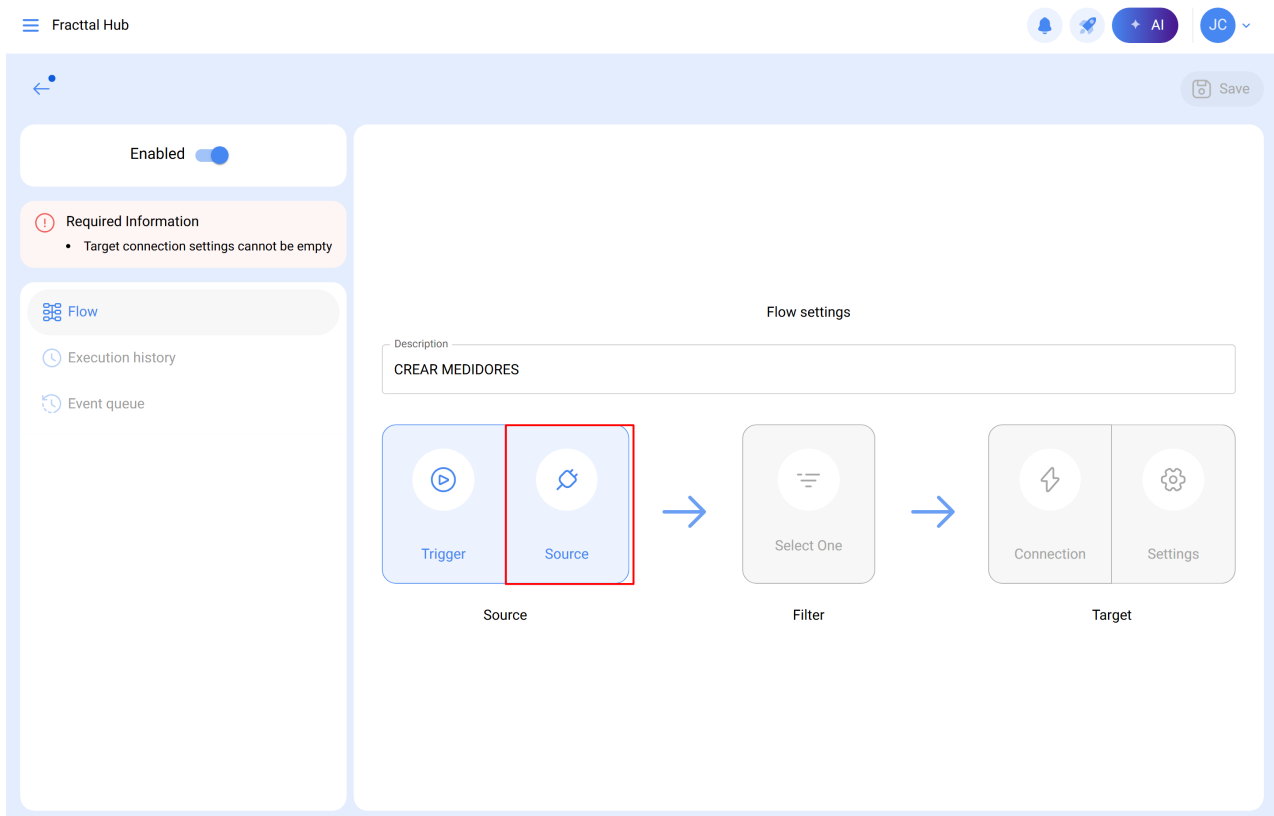 Fracttal Hub
AI
JC
Save
Enabled
Required Information
• Target connection settings cannot be empty
Flow
Execution history
Event queue
Flow settings
Description
CREAR MEDIDORES
Trigger
Source
Select One
Connection
Settings
Source
Filter
Target